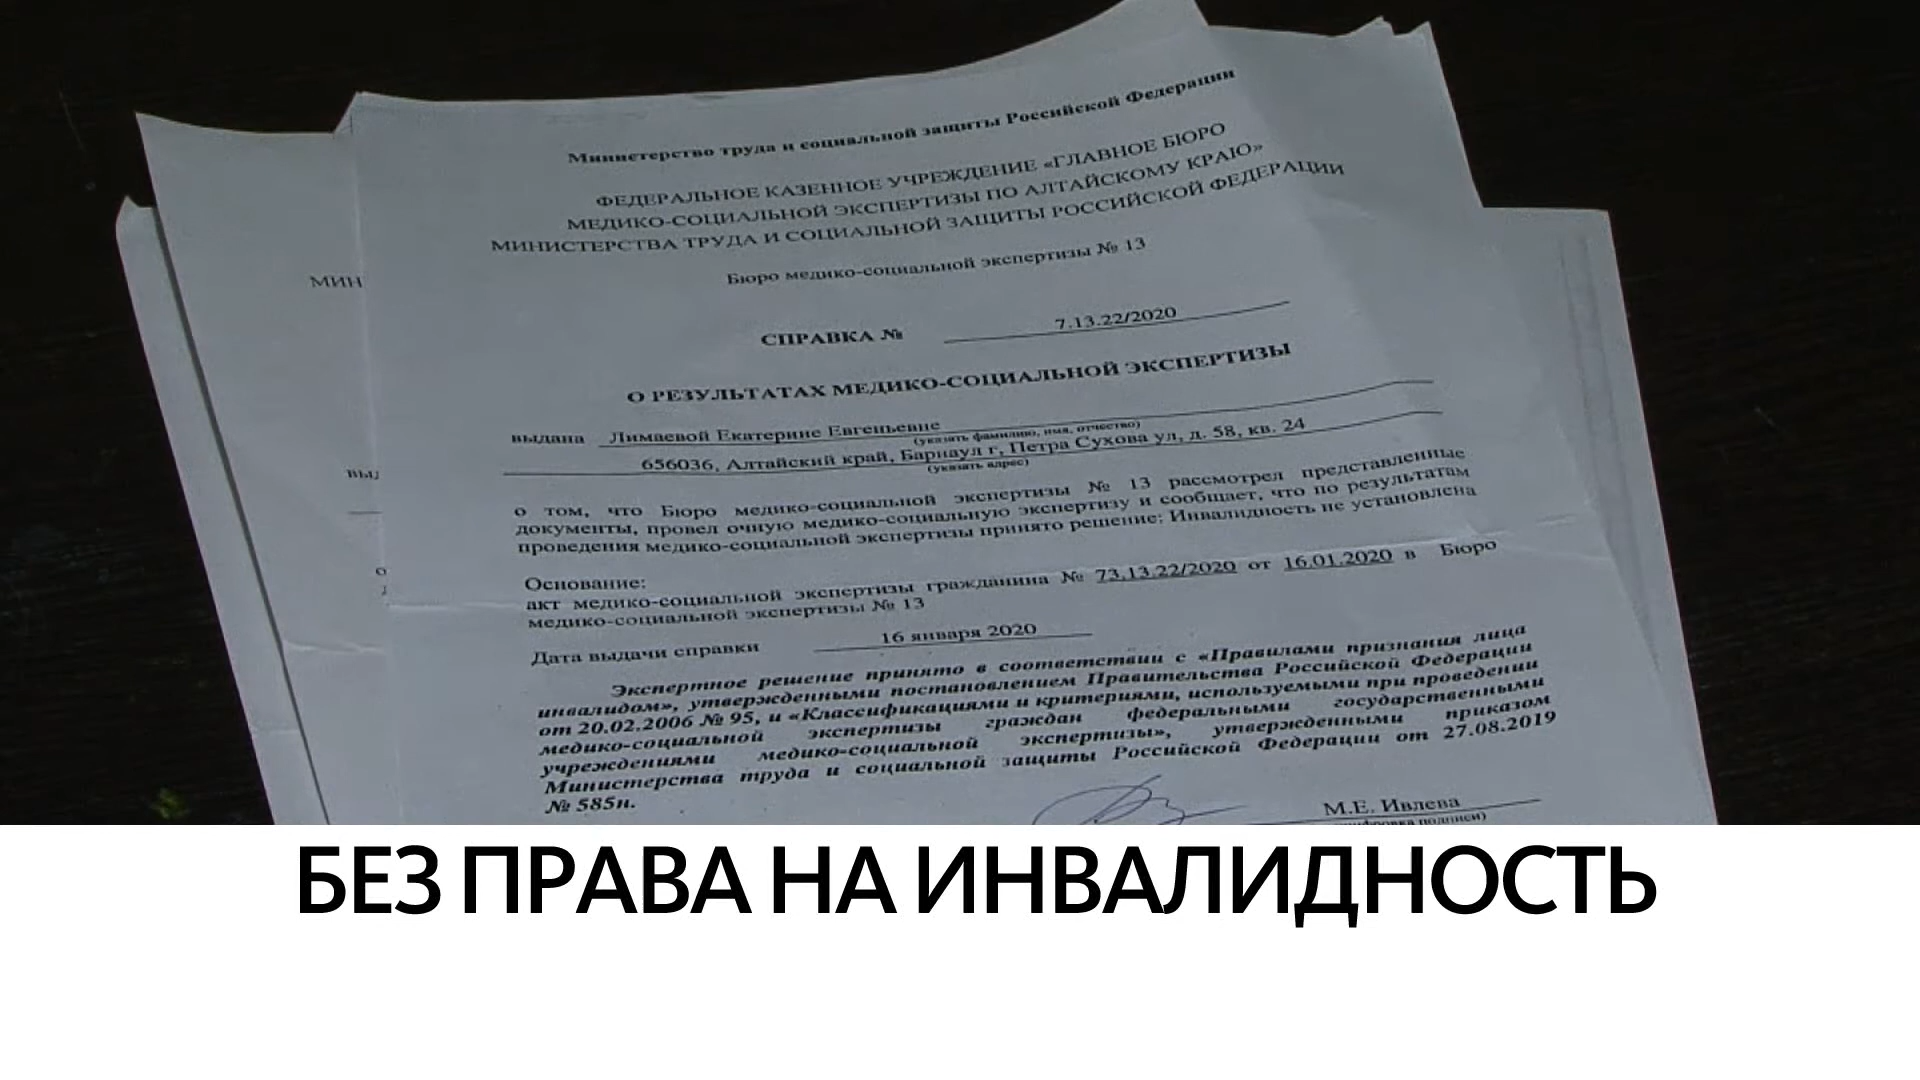 Министерство труда и социальной защиты Российской Федерации
ФЕДЕРАЛЬНОЕ КАЗЕННОЕ УЧРЕЖДЕНИЕ «ГЛАВНОЕ БЮРО
МЕДИКО-СОЦИАЛЬНОЙ ЭКСПЕРТИЗЫ ПО АЛТАЙСКОМУ КРАЮ»
МИНИСТЕРСТВА ТРУДА И СОЦИАЛЬНОЙ ЗАЩИТЫ РОССИЙСКОЙ ФЕДЕРАЦИИ
МИН
Бюро медико-социальной экспертизы № 13
СПРАВКА № 7.13.22/2020
О РЕЗУЛЬТАТАХ МЕДИКО-СОЦИАЛЬНОЙ ЭКСПЕРТИЗЫ
выдана Лимаевой Екатерине Евгеньевне
(указать фамилию, имя, отчество)
656036, Алтайский край, Барнаул г, Петра Сухова ул, д. 58, кв. 24
(указать адрес)
выд
о том, что Бюро медико-социальной экспертизы № 13 рассмотрел представленные
документы, провел очную медико-социальную экспертизу и сообщает, что по результатам
проведения медико-социальной экспертизы принято решение: Инвалидность не установлена
Основание:
акт медико-социальной экспертизы гражданина № 73.13.22/2020 от 16.01.2020 в Бюро
медико-социальной экспертизы № 13
Дата выдачи справки 16 января 2020
Экспертное решение принято в соответствии с «Правилами признания лица
инвалидом», утвержденными постановлением Правительства Российской Федерации
от 20.02.2006 № 95, и «Классификациями и критериями, используемыми при проведении
медико-социальной экспертизы граждан федеральными государственными
учреждениями медико-социальной экспертизы», утвержденными приказом
Министерства труда и социальной защиты Российской Федерации от 27.08.2019
№ 585н.
М.Е. Ивлева
подписи)
БЕЗ ПРАВА НА ИНВАЛИДНОСТЬ